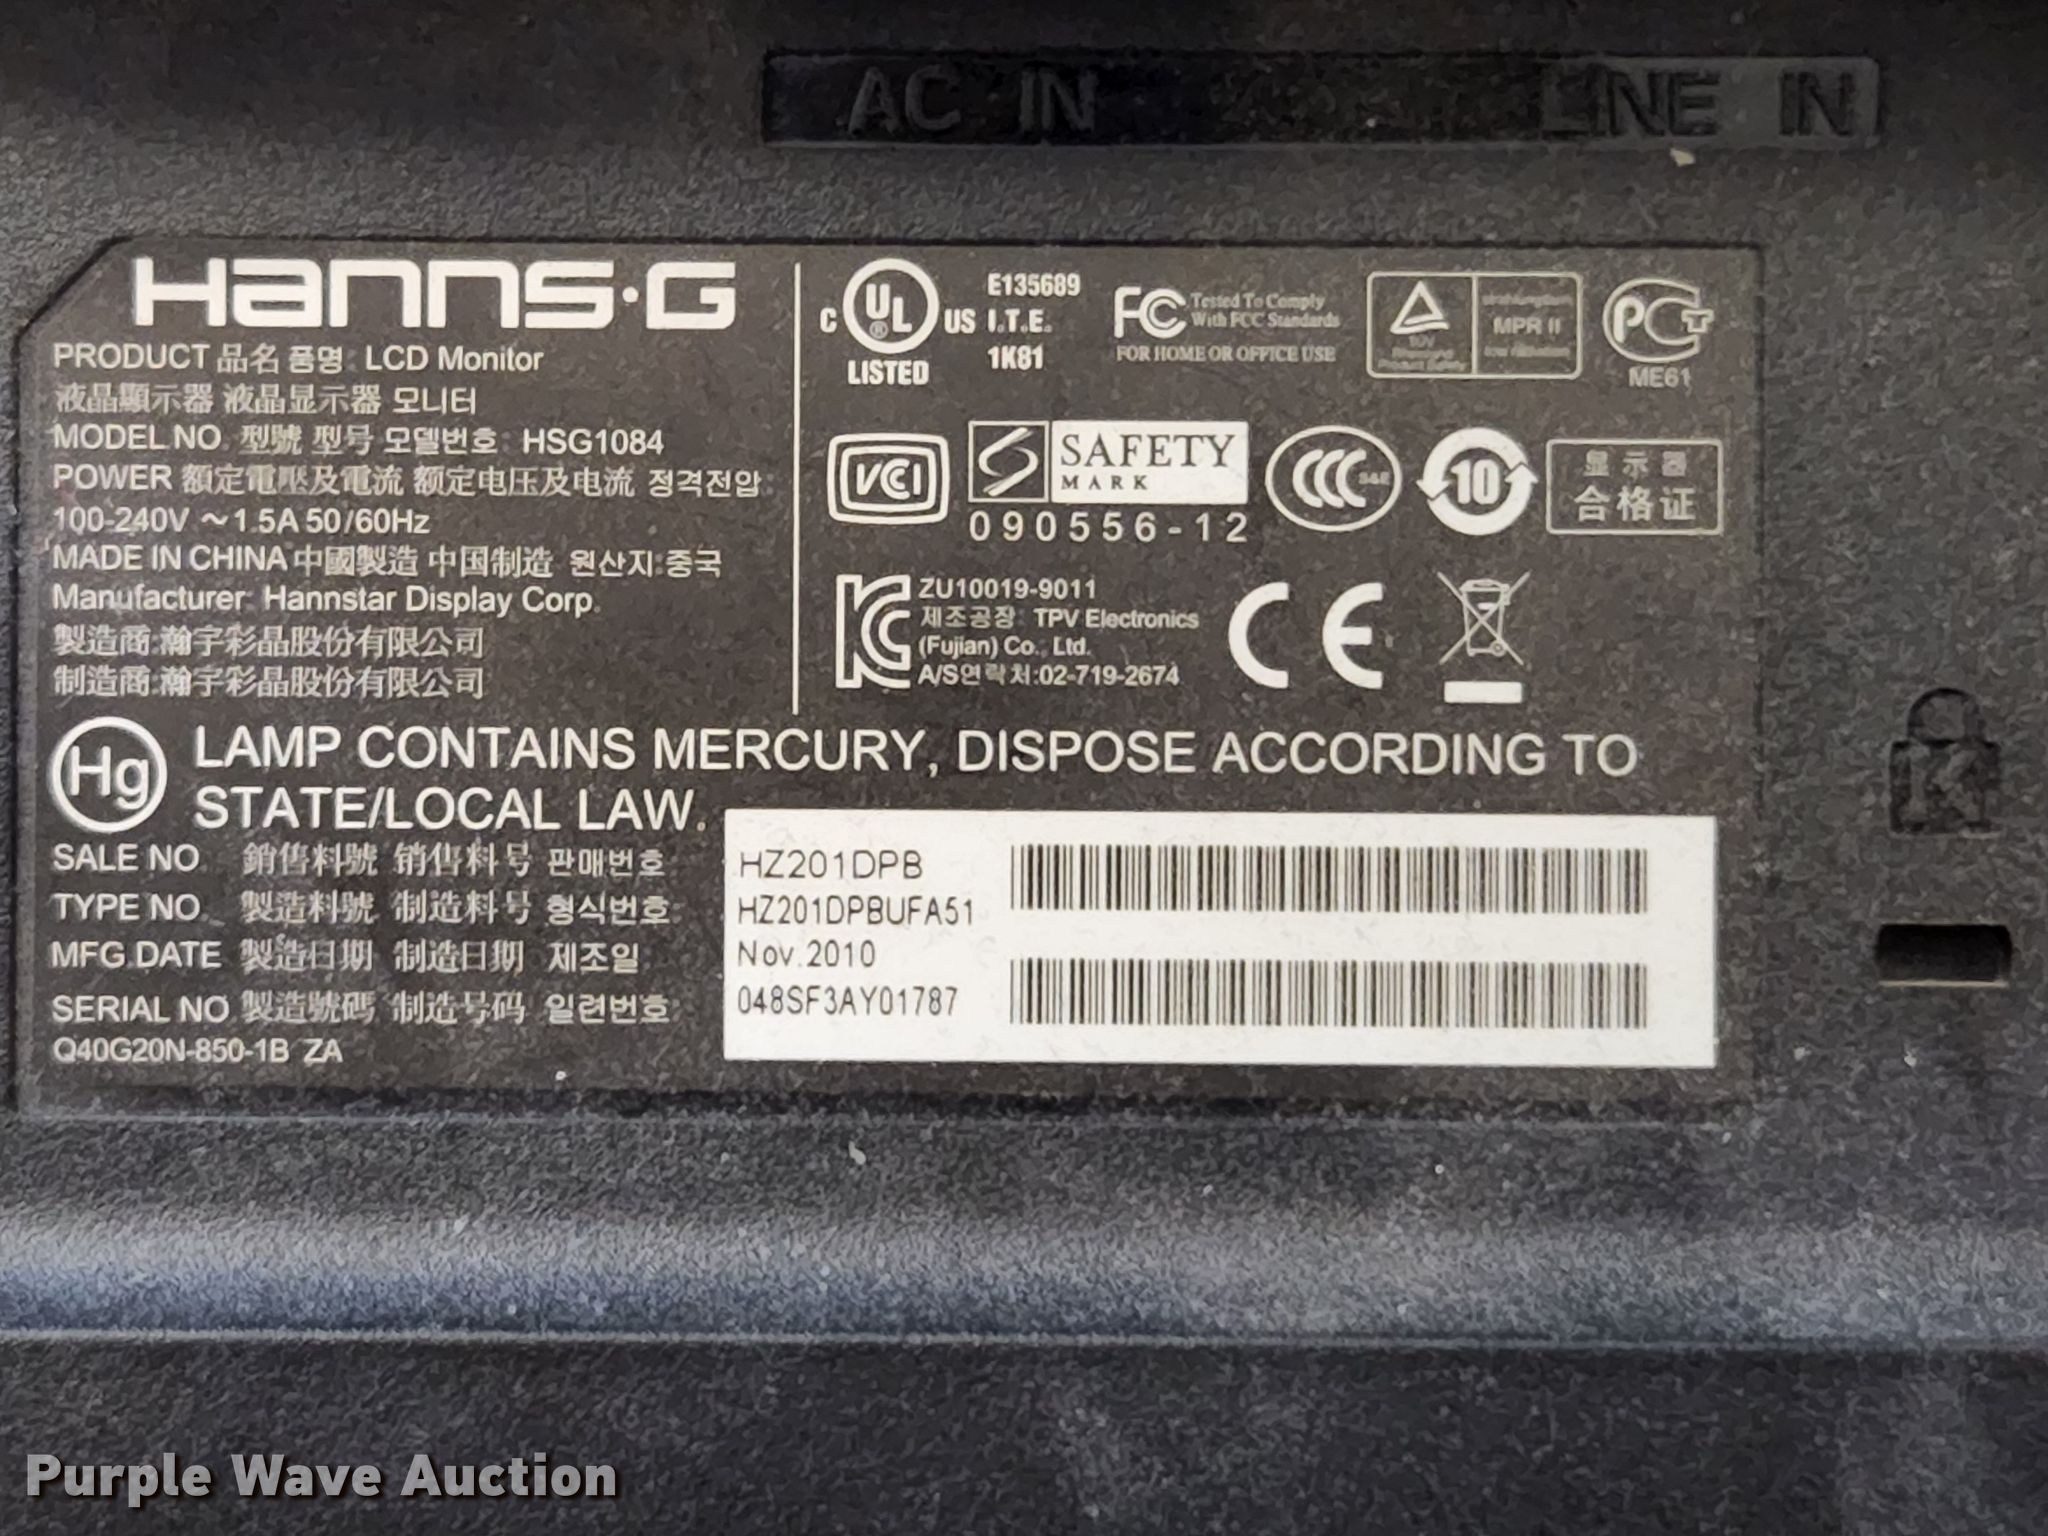 AC IN LINE IN
HANNS·G
PRODUCT 品名 품명: LCD Monitor
液晶顯示器 液晶显示器 모니터
MODEL NO. 型號 型号 모델번호: HSG1084
POWER 額定電壓及電流 额定电压及电流 정격전압:
100-240V ~ 1.5A 50/60Hz
MADE IN CHINA 中國製造 中国制造 원산지:중국
Manufacturer: Hannstar Display Corp.
製造商:瀚宇彩晶股份有限公司
制造商:瀚宇彩晶股份有限公司
C UL ® US
LISTED
E135689
I.T.E.
1K81
FC Tested To Comply
With FCC Standards
FOR HOME OR OFFICE USE
TÜV
Rheinland
Product Safety
MPR II
PCT
ME61
VCCI
S SAFETY
MARK
090556-12
CCC S&E
10
显示器
合格证
KC
ZU10019-9011
제조공장: TPV Electronics
(Fujian) Co., Ltd.
A/S연락처:02-719-2674
CE
Hg
LAMP CONTAINS MERCURY, DISPOSE ACCORDING TO
STATE/LOCAL LAW.
SALE NO 銷售料號 销售料号 판매번호: HZ201DPB
TYPE NO. 製造料號 制造料号 형식번호: HZ201DPBUFA51
MFG.DATE 製造日期 制造日期 제조일: Nov.2010
SERIAL NO 製造號碼 制造号码 일련번호: 048SF3AY01787
Q40G20N-850-1B ZA
K
Purple Wave Auction